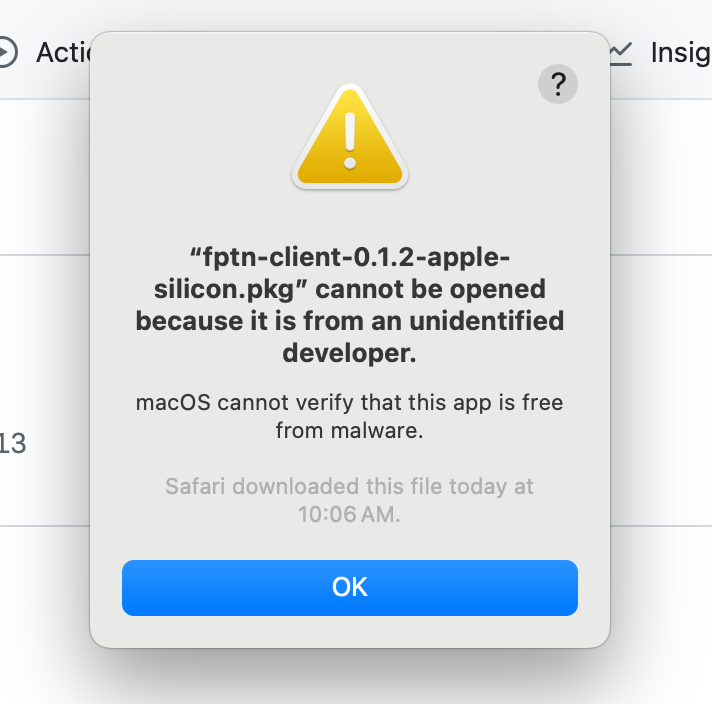 Actio
Insig
?
“fptn-client-0.1.2-apple-
silicon.pkg” cannot be opened
because it is from an unidentified
developer.
macOS cannot verify that this app is free
from malware.
13
Safari downloaded this file today at
10:06 AM.
OK